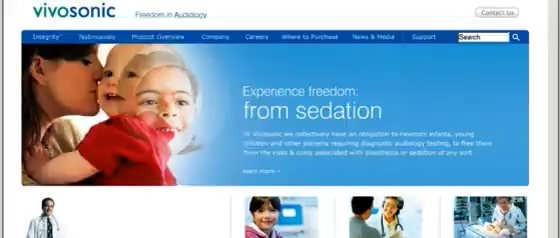 vivosonic Freedom in Audiology
Contact Us
Integrity™ Testimonials Product Overview Company Careers Where to Purchase News & Media Support Search
Experience freedom:
from sedation
At Vivosonic we collectively have an obligation to newborn infants, young
children and other patients requiring diagnostic audiology testing, to free them
from the risks & costs associated with anesthesia or sedation of any sort.
learn more >